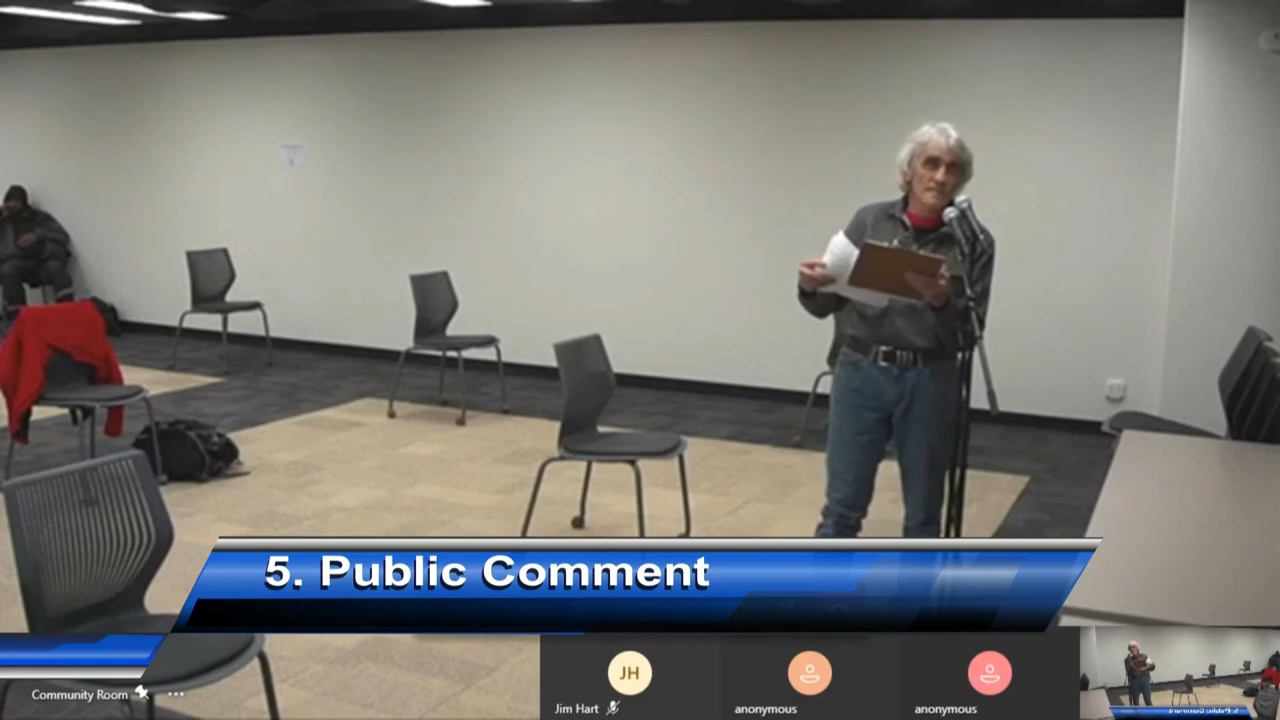 5. Public Comment
Community Room
JH
Jim Hart
anonymous
anonymous